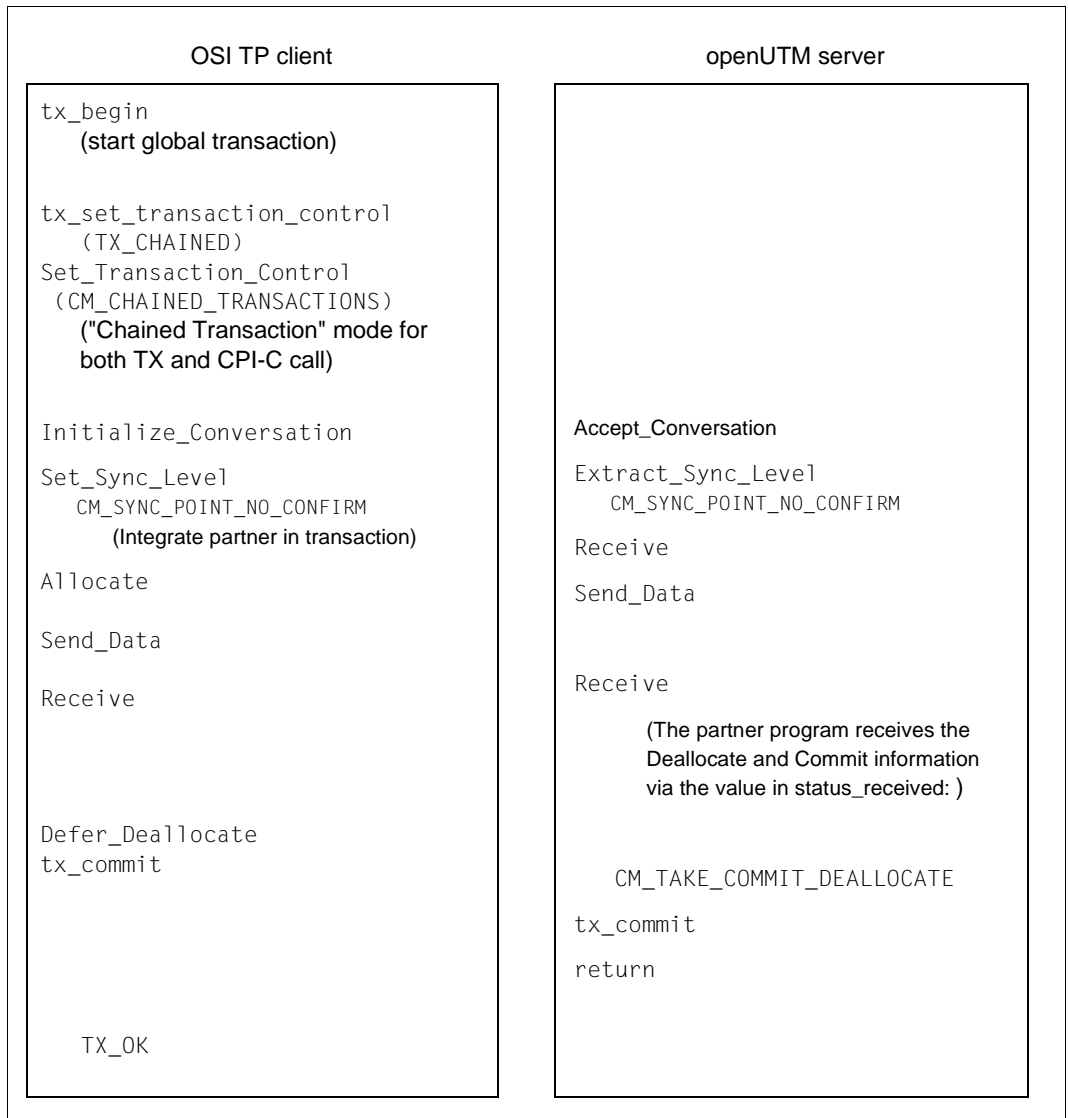 OSI TP client
tx_begin
(start global transaction)
tx_set_transaction_control
(TX_CHAINED)
Set_Transaction_Control
(CM_CHAINED_TRANSACTIONS)
("Chained Transaction" mode for
both TX and CPI-C call)
Initialize_Conversation
Set_Sync_Level
CM_SYNC_POINT_NO_CONFIRM
(Integrate partner in transaction)
Allocate
Send_Data
Receive
Defer_Deallocate
tx_commit
TX_OK
openUTM server
Accept_Conversation
Extract_Sync_Level
CM_SYNC_POINT_NO_CONFIRM
Receive
Send_Data
Receive
(The partner program receives the
Deallocate and Commit information
via the value in status_received: )
CM_TAKE_COMMIT_DEALLOCATE
tx_commit
return